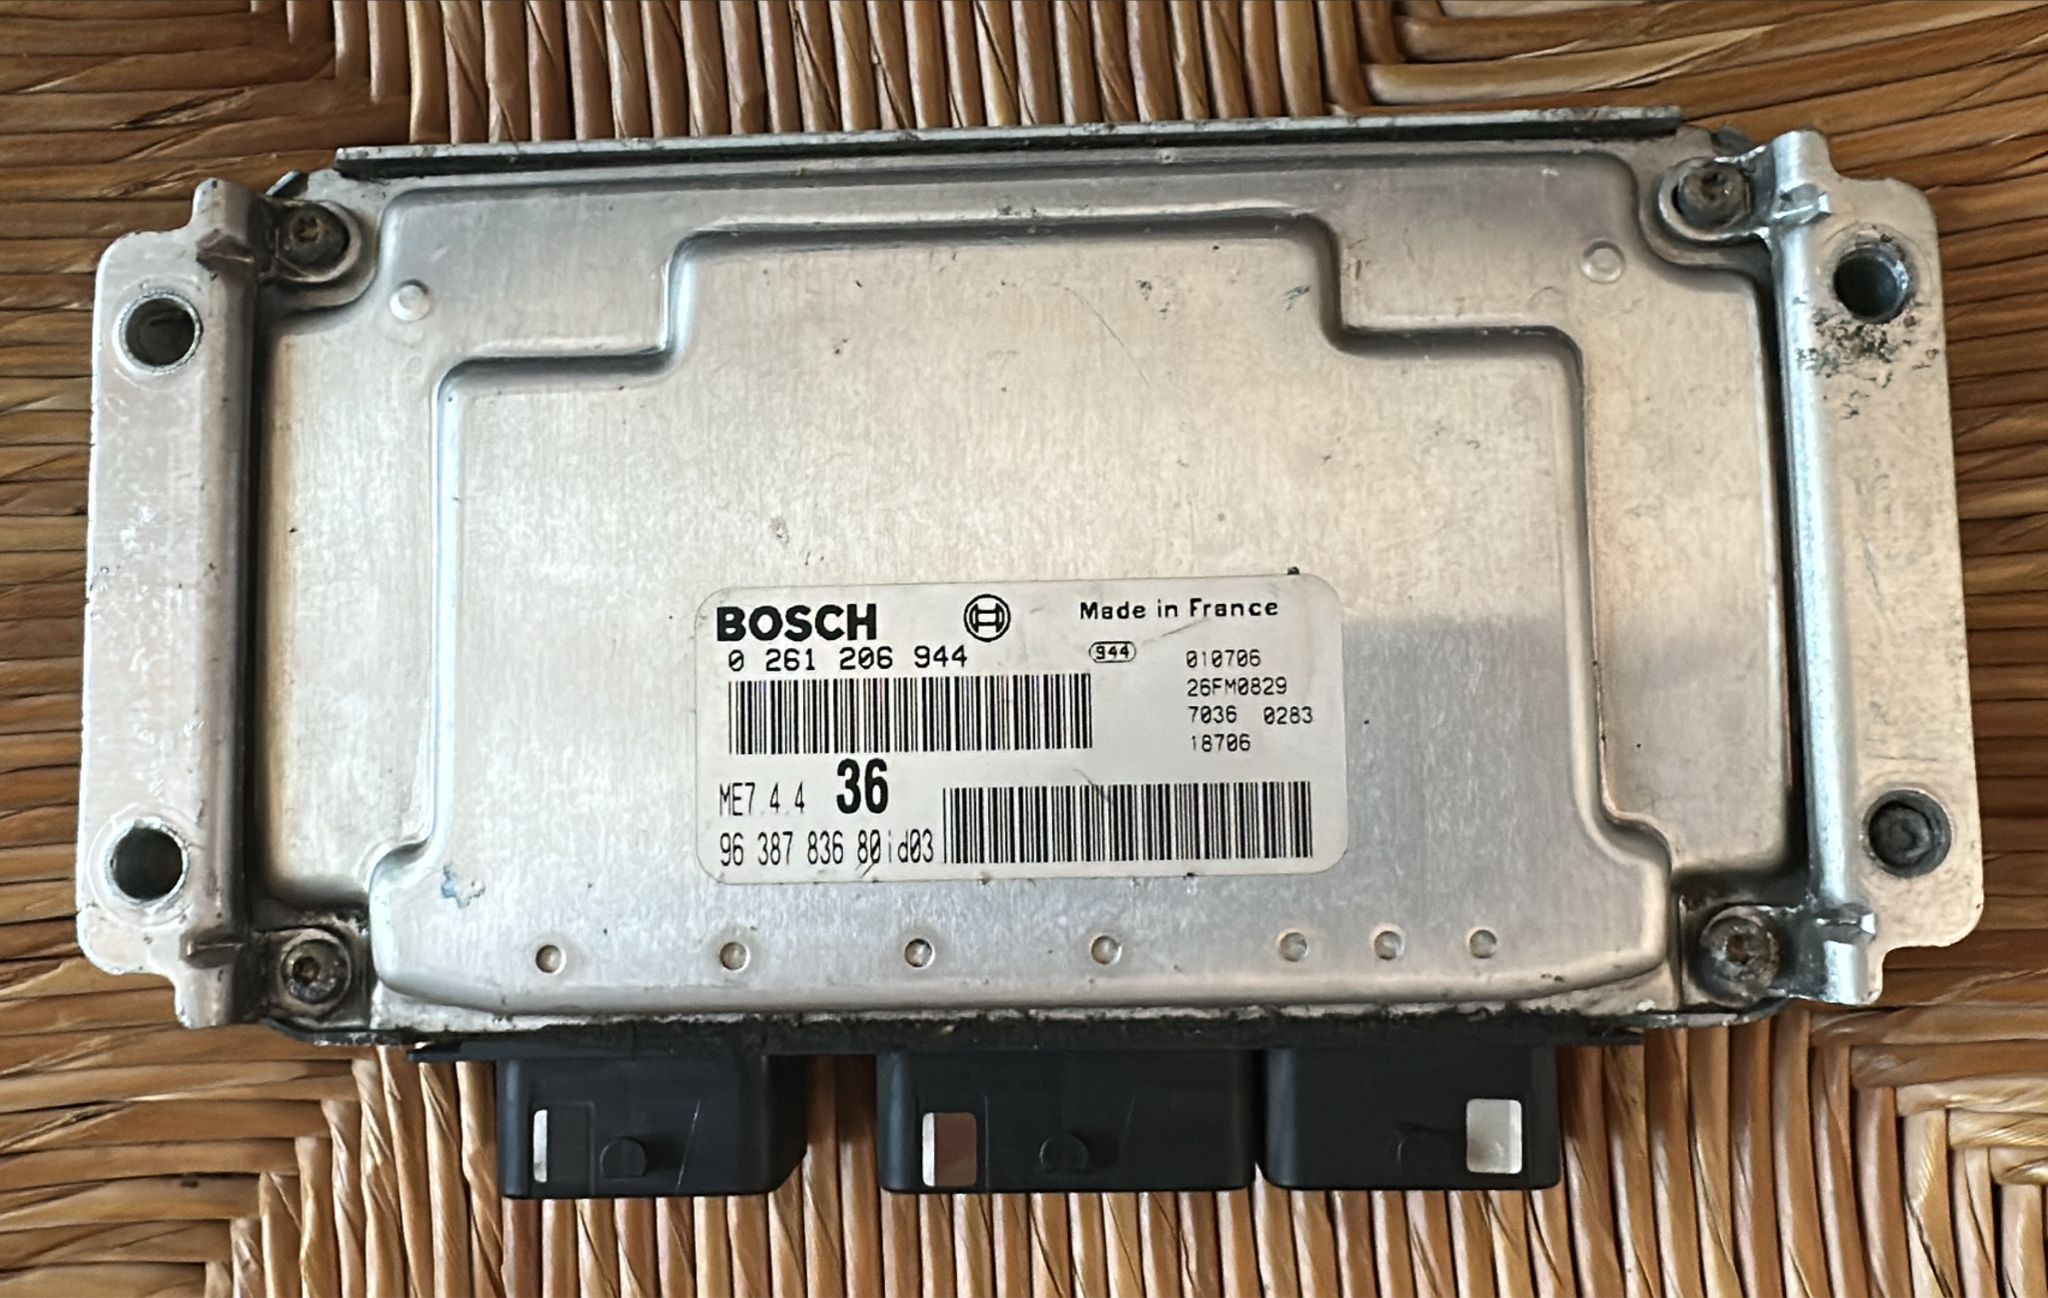 BOSCH
Made in France
0 261 206 944
944
010706
26FM0829
7036 0283
18706
ME7.4.4 36
96 387 836 80id03